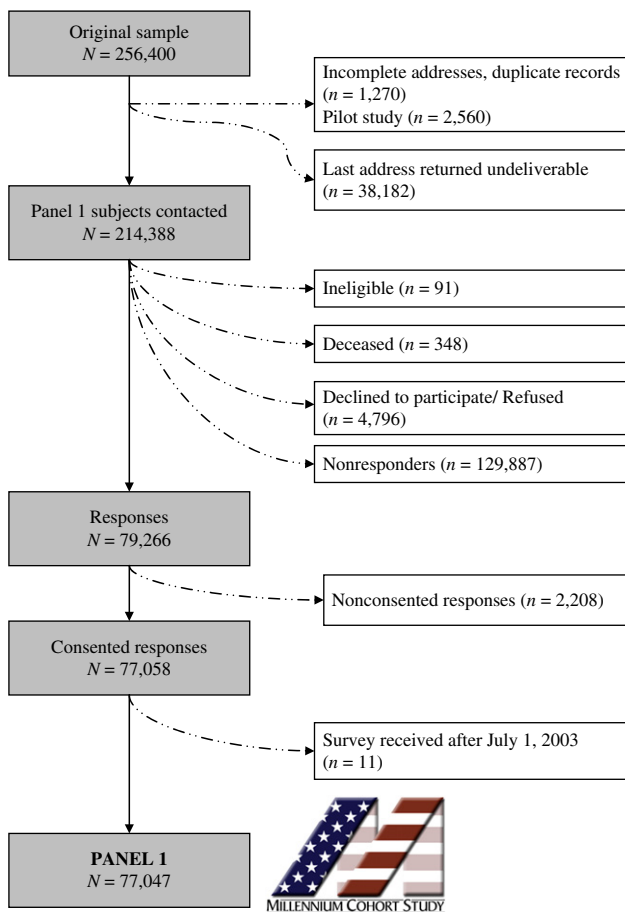 Original sample
N = 256,400
Incomplete addresses, duplicate records
(n = 1,270)
Pilot study (n = 2,560)
Last address returned undeliverable
(n = 38,182)
Panel 1 subjects contacted
N = 214,388
Ineligible (n = 91)
Deceased (n = 348)
Declined to participate/ Refused
(n = 4,796)
Nonresponders (n = 129,887)
Responses
N = 79,266
Nonconsented responses (n = 2,208)
Consented responses
N = 77,058
Survey received after July 1, 2003
(n = 11)
PANEL 1
N = 77,047
MILLENNIUM COHORT STUDY